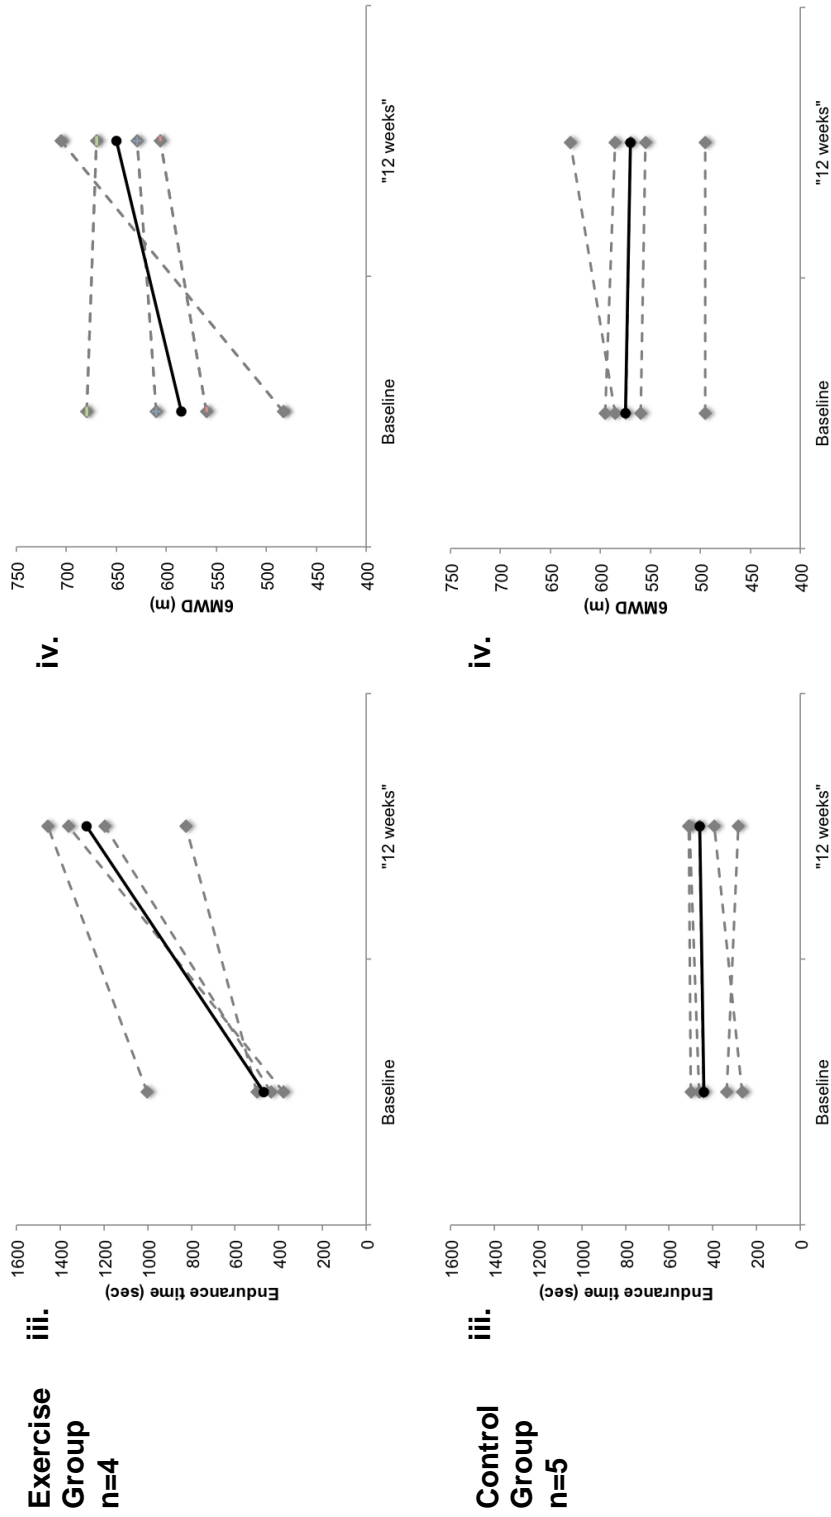 Exercise
Group
n=4
iii.
Endurance time (sec)
1600
1400
1200
1000
800
600
400
200
0
Baseline
"12 weeks"
iv.
6MWD (m)
750
700
650
600
550
500
450
400
Baseline
"12 weeks"
Control
Group
n=5
iii.
Endurance time (sec)
1600
1400
1200
1000
800
600
400
200
0
Baseline
"12 weeks"
iv.
6MWD (m)
750
700
650
600
550
500
450
400
Baseline
"12 weeks"